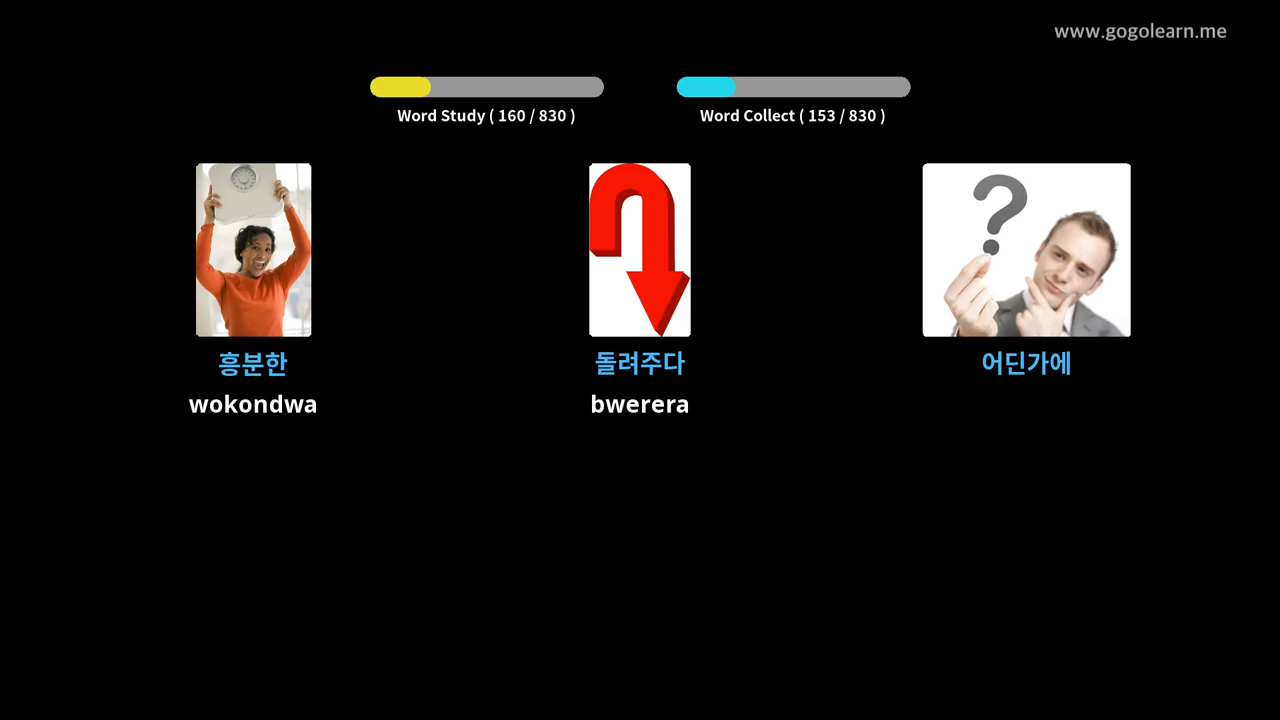 www.gogolearn.me
Word Study ( 160 / 830 )
Word Collect ( 153 / 830 )
흥분한
돌려주다
어딘가에
wokondwa
bwerera